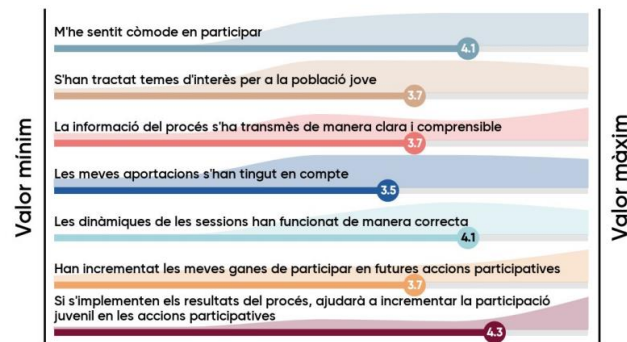 Valor mínim
M'he sentit còmode en participar
4.1
S'han tractat temes d'interès per a la població jove
3.7
La informació del procés s'ha transmès de manera clara i comprensible
3.7
Les meves aportacions s'han tingut en compte
3.5
Les dinàmiques de les sessions han funcionat de manera correcta
4.1
Han incrementat les meves ganes de participar en futures accions participatives
3.7
Si s'implementen els resultats del procés, ajudarà a incrementar la participació
juvenil en les accions participatives
4.3
Valor màxim